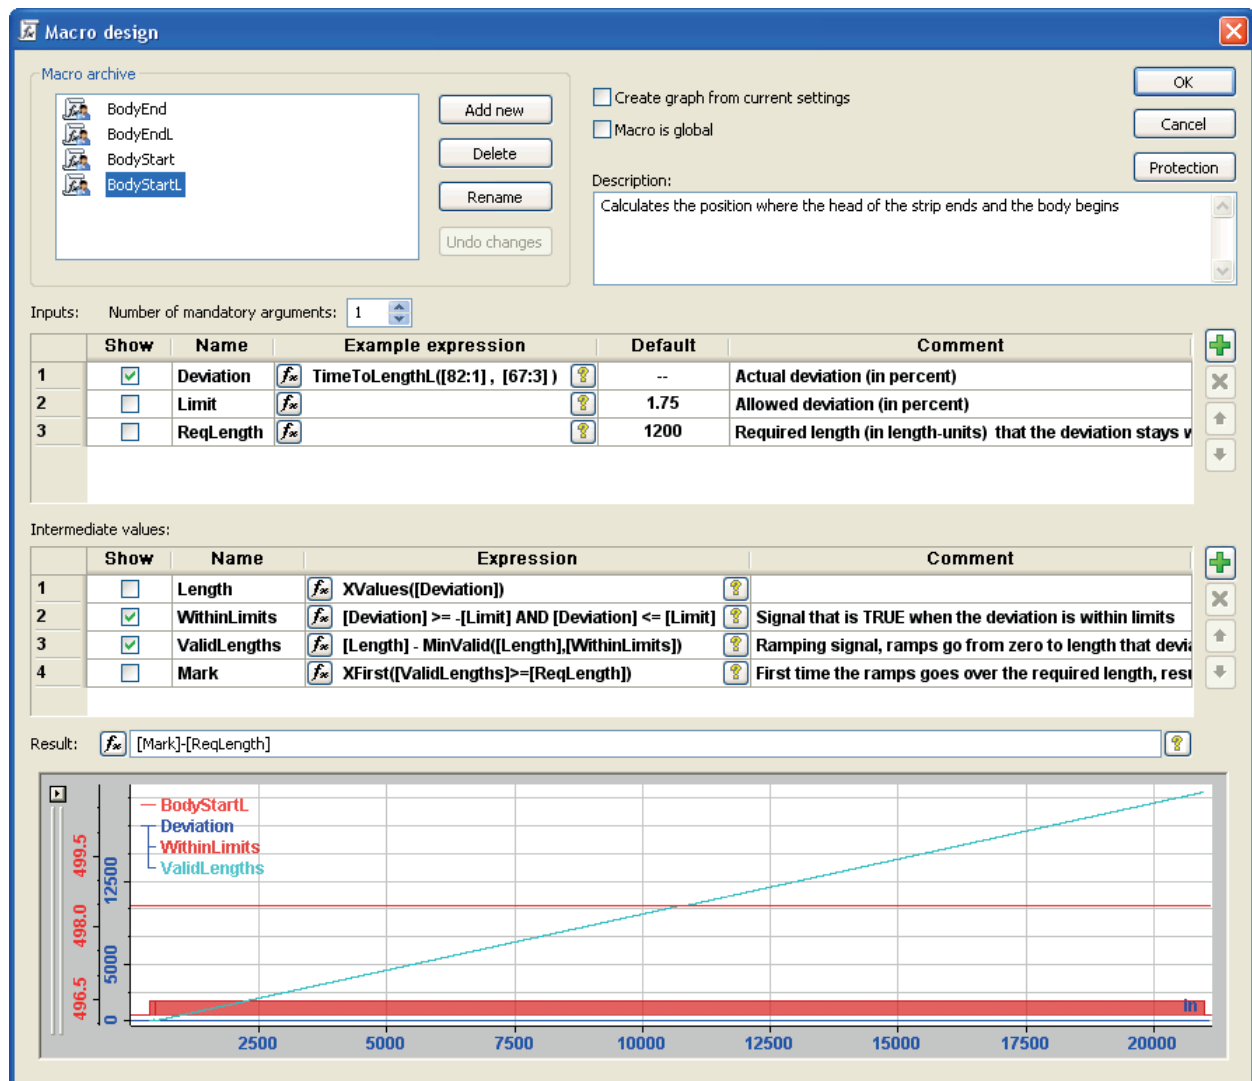 Macro design
Macro archive
BodyEnd
BodyEndL
BodyStart
BodyStartL
Add new
Delete
Rename
Undo changes
Create graph from current settings
Macro is global
OK
Cancel
Protection
Description:
Calculates the position where the head of the strip ends and the body begins
Inputs: Number of mandatory arguments: 1
Show Name Example expression Default Comment
1 Deviation TimeToLengthL([82:1] , [67:3] ) -- Actual deviation (in percent)
2 Limit 1.75 Allowed deviation (in percent)
3 ReqLength 1200 Required length (in length-units) that the deviation stays
Intermediate values:
Show Name Expression Comment
1 Length XValues([Deviation])
2 WithinLimits [Deviation] >= -[Limit] AND [Deviation] <= [Limit] Signal that is TRUE when the deviation is within limits
3 ValidLengths [Length] - MinValid([Length],[WithinLimits]) Ramping signal, ramps go from zero to length that
4 Mark XFirst([ValidLengths]>=[ReqLength]) First time the ramps goes over the required length,
Result: [Mark]-[ReqLength]
BodyStartL
Deviation
WithinLimits
ValidLengths
499.5
498.0
496.5
12500
5000
0
in
2500 5000 7500 10000 12500 15000 17500 20000